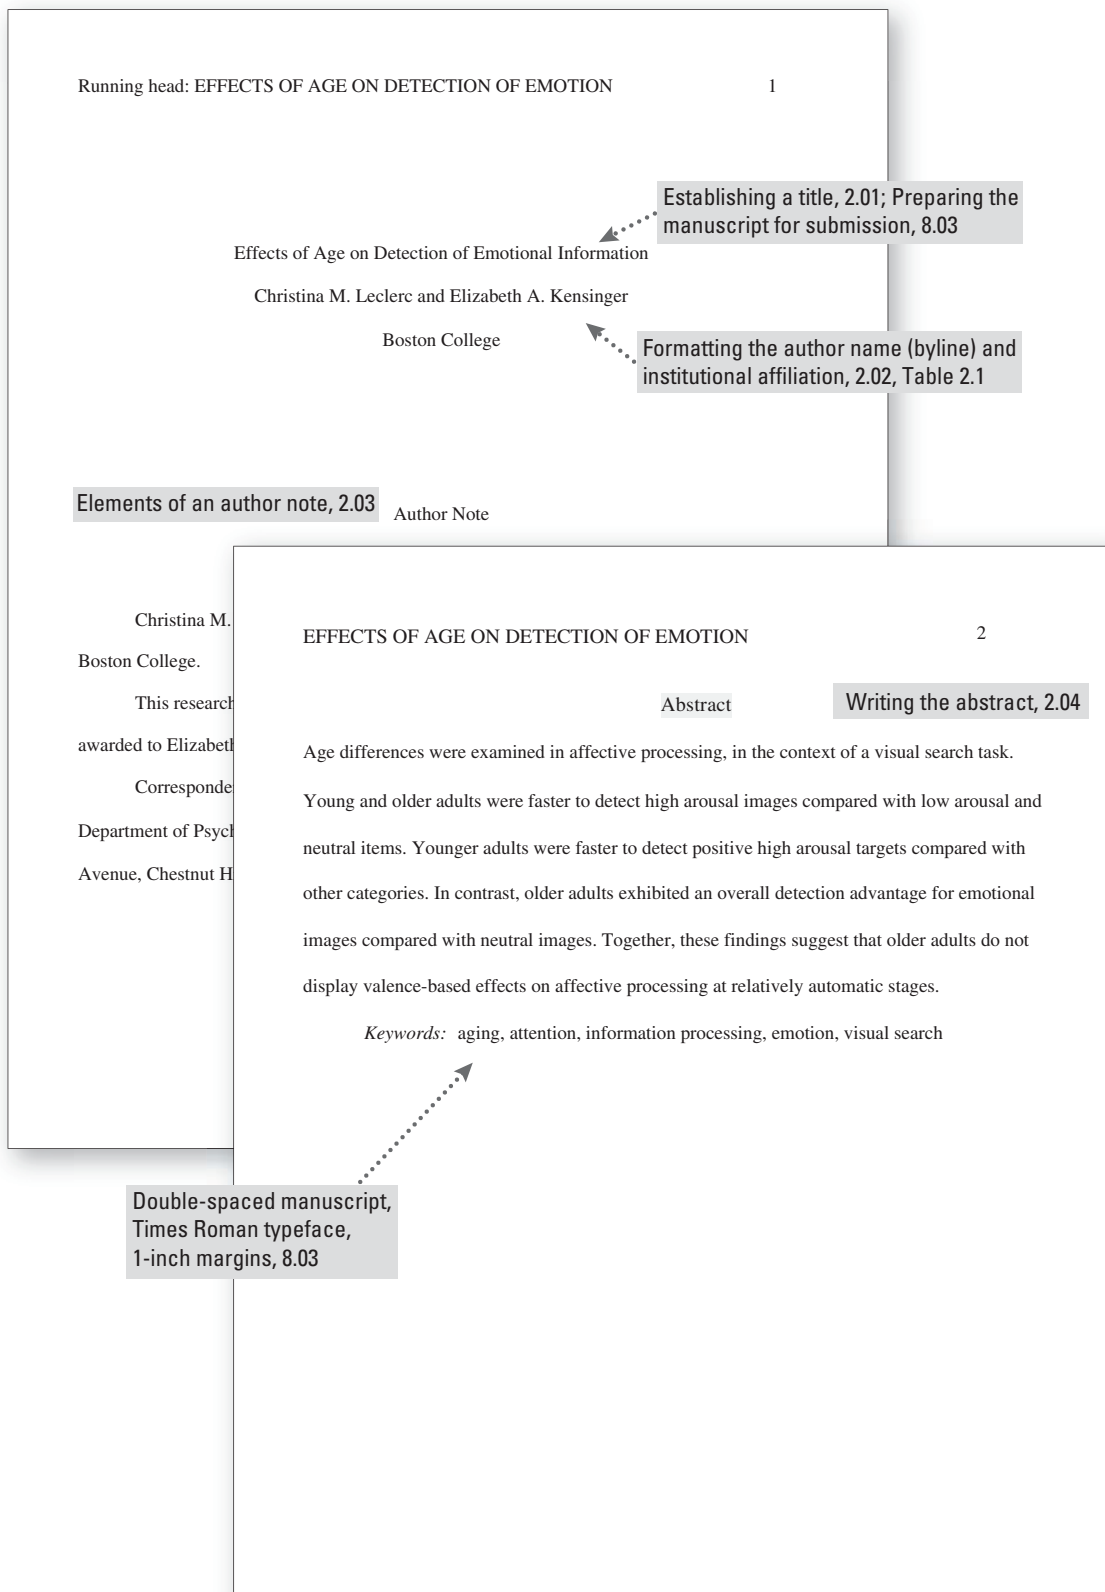 Running head: EFFECTS OF AGE ON DETECTION OF EMOTION 1
Establishing a title, 2.01; Preparing the
manuscript for submission, 8.03
Effects of Age on Detection of Emotional Information
Christina M. Leclerc and Elizabeth A. Kensinger
Boston College
Formatting the author name (byline) and
institutional affiliation, 2.02, Table 2.1
Elements of an author note, 2.03
Author Note
Christina M.
Boston College.
This research
awarded to Elizabeth
Corresponde
Department of Psych
Avenue, Chestnut H
EFFECTS OF AGE ON DETECTION OF EMOTION 2
Abstract
Writing the abstract, 2.04
Age differences were examined in affective processing, in the context of a visual search task.
Young and older adults were faster to detect high arousal images compared with low arousal and
neutral items. Younger adults were faster to detect positive high arousal targets compared with
other categories. In contrast, older adults exhibited an overall detection advantage for emotional
images compared with neutral images. Together, these findings suggest that older adults do not
display valence-based effects on affective processing at relatively automatic stages.
Keywords: aging, attention, information processing, emotion, visual search
Double-spaced manuscript,
Times Roman typeface,
1-inch margins, 8.03